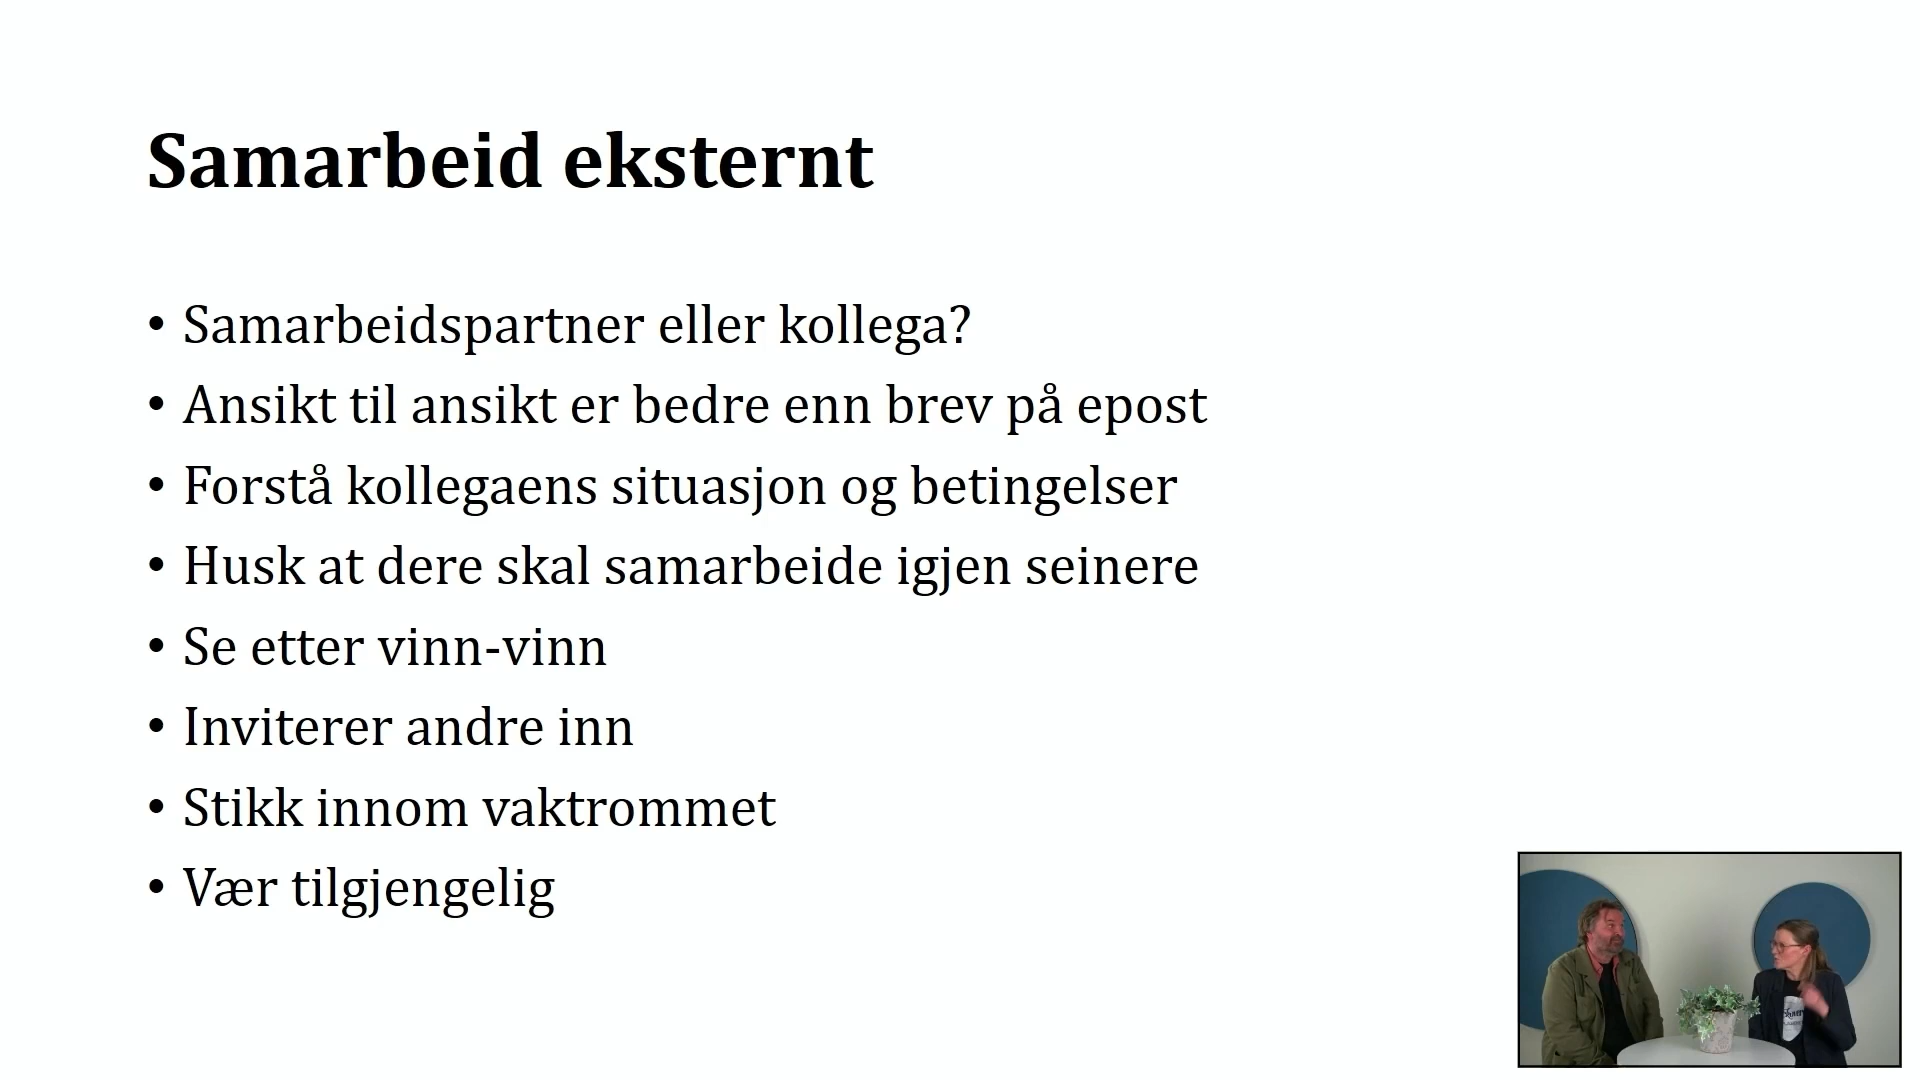 Samarbeid eksternt
• Samarbeidspartner eller kollega?
• Ansikt til ansikt er bedre enn brev på epost
• Forstå kollegaens situasjon og betingelser
• Husk at dere skal samarbeide igjen seinere
• Se etter vinn-vinn
• Inviterer andre inn
• Stikk innom vaktrommet
• Vær tilgjengelig